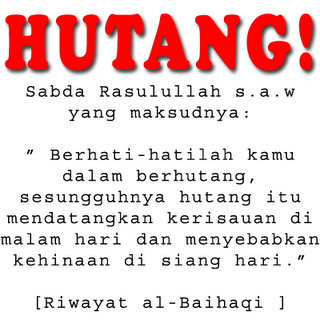 HUTANG!
Sabda Rasulullah s.a.w
yang maksudnya:
" Berhati-hatilah kamu
dalam berhutang,
sesungguhnya hutang itu
mendatangkan kerisauan di
malam hari dan menyebabkan
kehinaan di siang hari."
[Riwayat al-Baihaqi ]